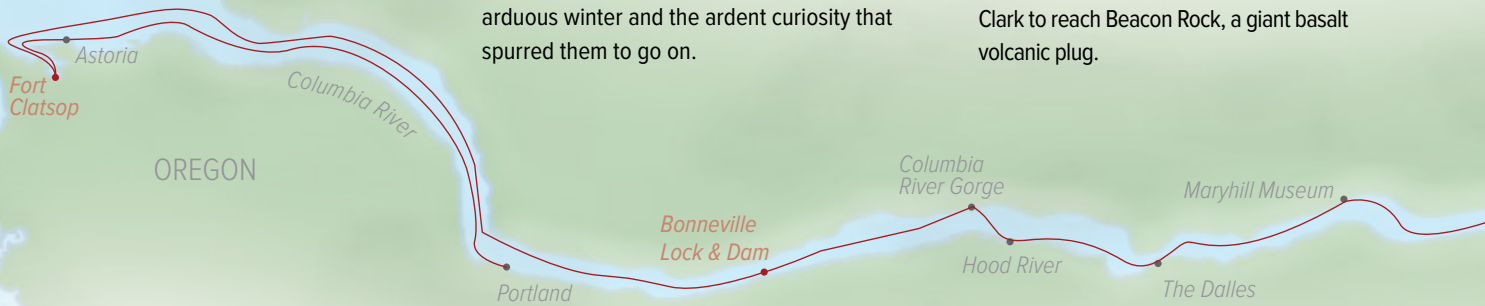 arduous winter and the ardent curiosity that
spurred them to go on.
Clark to reach Beacon Rock, a giant basalt
volcanic plug.
Astoria
Fort
Clatsop
Columbia River
OREGON
Columbia
River Gorge
Maryhill Museum
Bonneville
Lock & Dam
Hood River
The Dalles
Portland